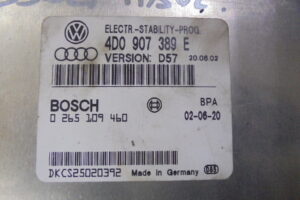 ELECTR.-STABILITY-PROG.
4D0 907 389 E
VERSION: D57 20.06.02
BOSCH BPA
0 265 109 460 02-06-20
DKCS25020392 Made in Germany